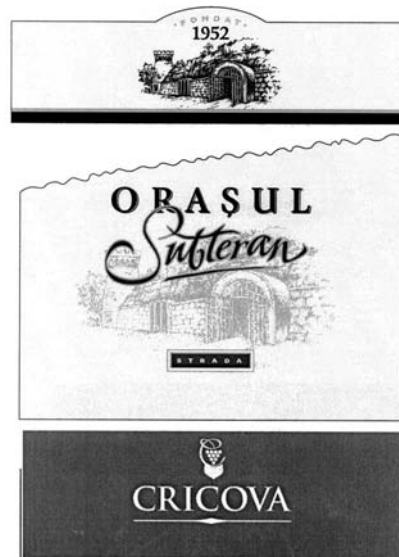 ·FONDAT·
1952
ORAŞUL
Subteran
STRADA
CRICOVA